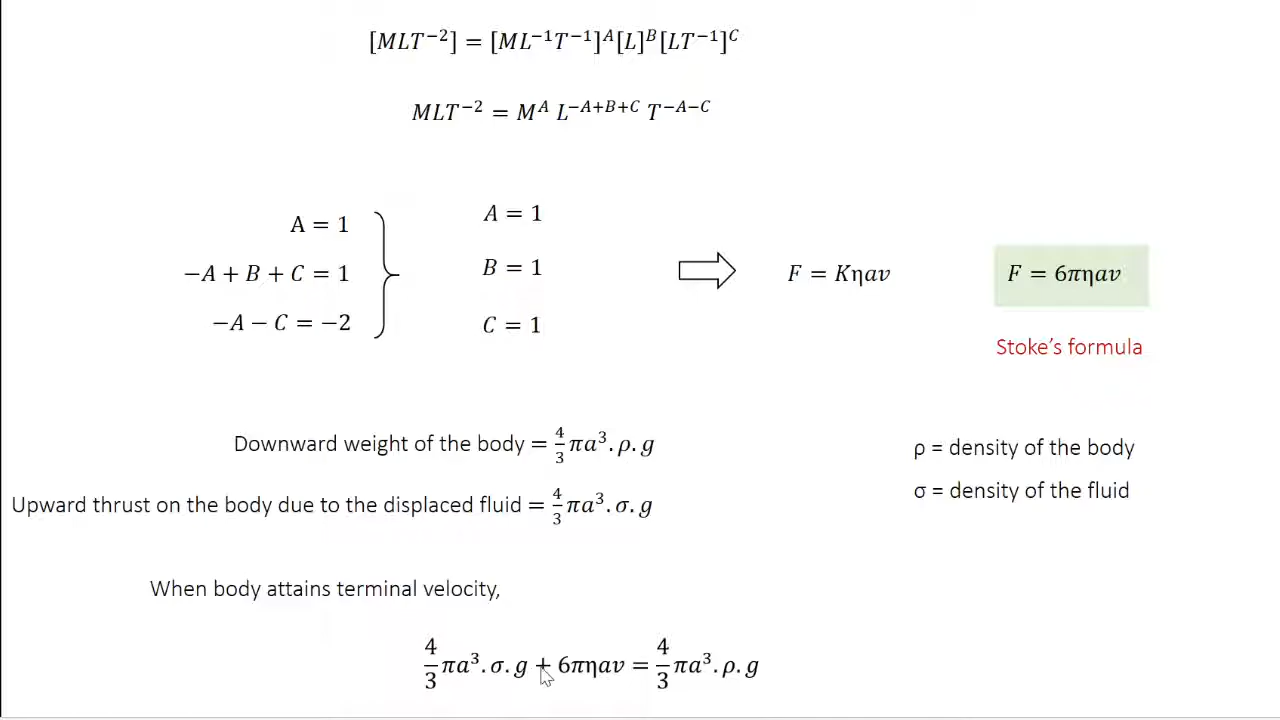 [MLT⁻²] = [ML⁻¹T⁻¹]ᴬ[L]ᴮ[LT⁻¹]ᶜ
MLT⁻² = Mᴬ L⁻ᴬ⁺ᴮ⁺ᶜ T⁻ᴬ⁻ᶜ
A = 1
−A + B + C = 1
−A − C = −2
A = 1
B = 1
C = 1
F = Kηav
F = 6πηav
Stoke’s formula
Downward weight of the body = 4/3 πa³. ρ. g
Upward thrust on the body due to the displaced fluid = 4/3 πa³. σ. g
ρ = density of the body
σ = density of the fluid
When body attains terminal velocity,
4/3 πa³. σ. g + 6πηav = 4/3 πa³. ρ. g